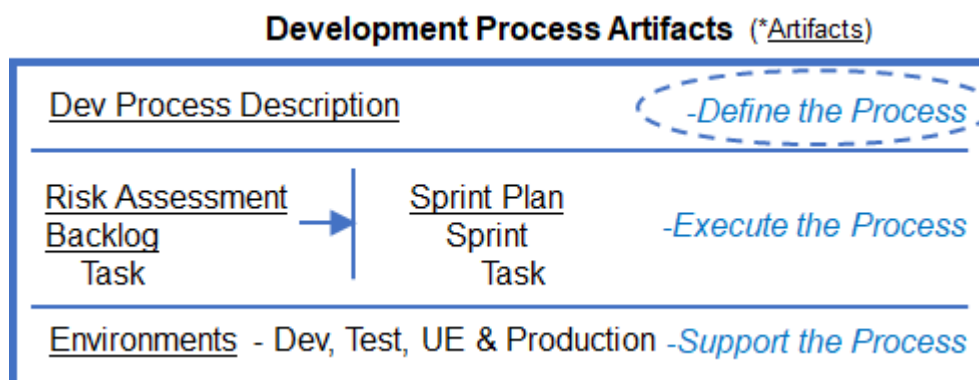 Development Process Artifacts (*Artifacts)
Dev Process Description -Define the Process
Risk Assessment Sprint Plan
Backlog Sprint -Execute the Process
Task Task
Environments - Dev, Test, UE & Production -Support the Process